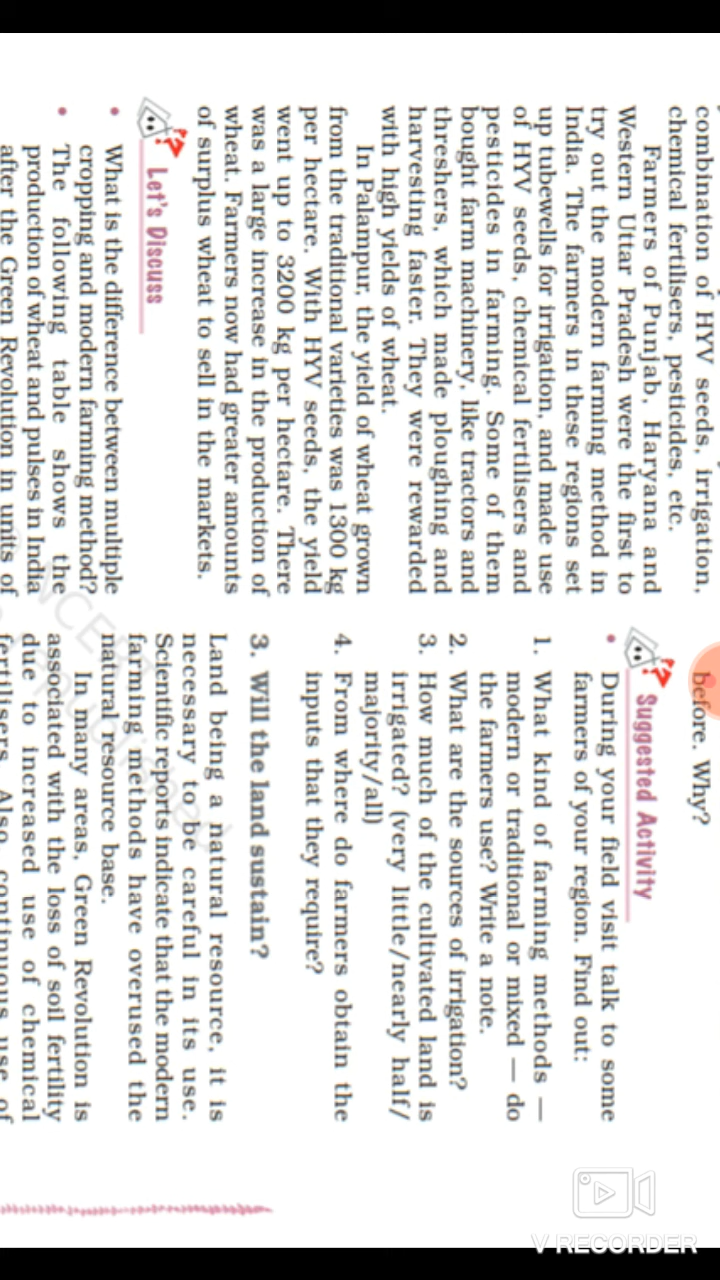 combination of HYV seeds, irrigation,
chemical fertilisers, pesticides, etc.
Farmers of Punjab, Haryana and
Western Uttar Pradesh were the first to
try out the modern farming method in
India. The farmers in these regions set
up tubewells for irrigation, and made use
of HYV seeds, chemical fertilisers and
pesticides in farming. Some of them
bought farm machinery, like tractors and
threshers, which made ploughing and
harvesting faster. They were rewarded
with high yields of wheat.
In Palampur, the yield of wheat grown
from the traditional varieties was 1300 kg
per hectare. With HYV seeds, the yield
went up to 3200 kg per hectare. There
was a large increase in the production of
wheat. Farmers now had greater amounts
of surplus wheat to sell in the markets.
Let's Discuss
• What is the difference between multiple
cropping and modern farming method?
• The following table shows the
production of wheat and pulses in India
after the Green Revolution in units of
before. Why?
Suggested Activity
• During your field visit talk to some
farmers of your region. Find out:
1. What kind of farming methods —
modern or traditional or mixed — do
the farmers use? Write a note.
2. What are the sources of irrigation?
3. How much of the cultivated land is
irrigated? (very little/nearly half/
majority/all)
4. From where do farmers obtain the
inputs that they require?
3. Will the land sustain?
Land being a natural resource, it is
necessary to be careful in its use.
Scientific reports indicate that the modern
farming methods have overused the
natural resource base.
In many areas, Green Revolution is
associated with the loss of soil fertility
due to increased use of chemical
fertilisers. Also, continuous use of
© NCERT
republished
V RECORDER